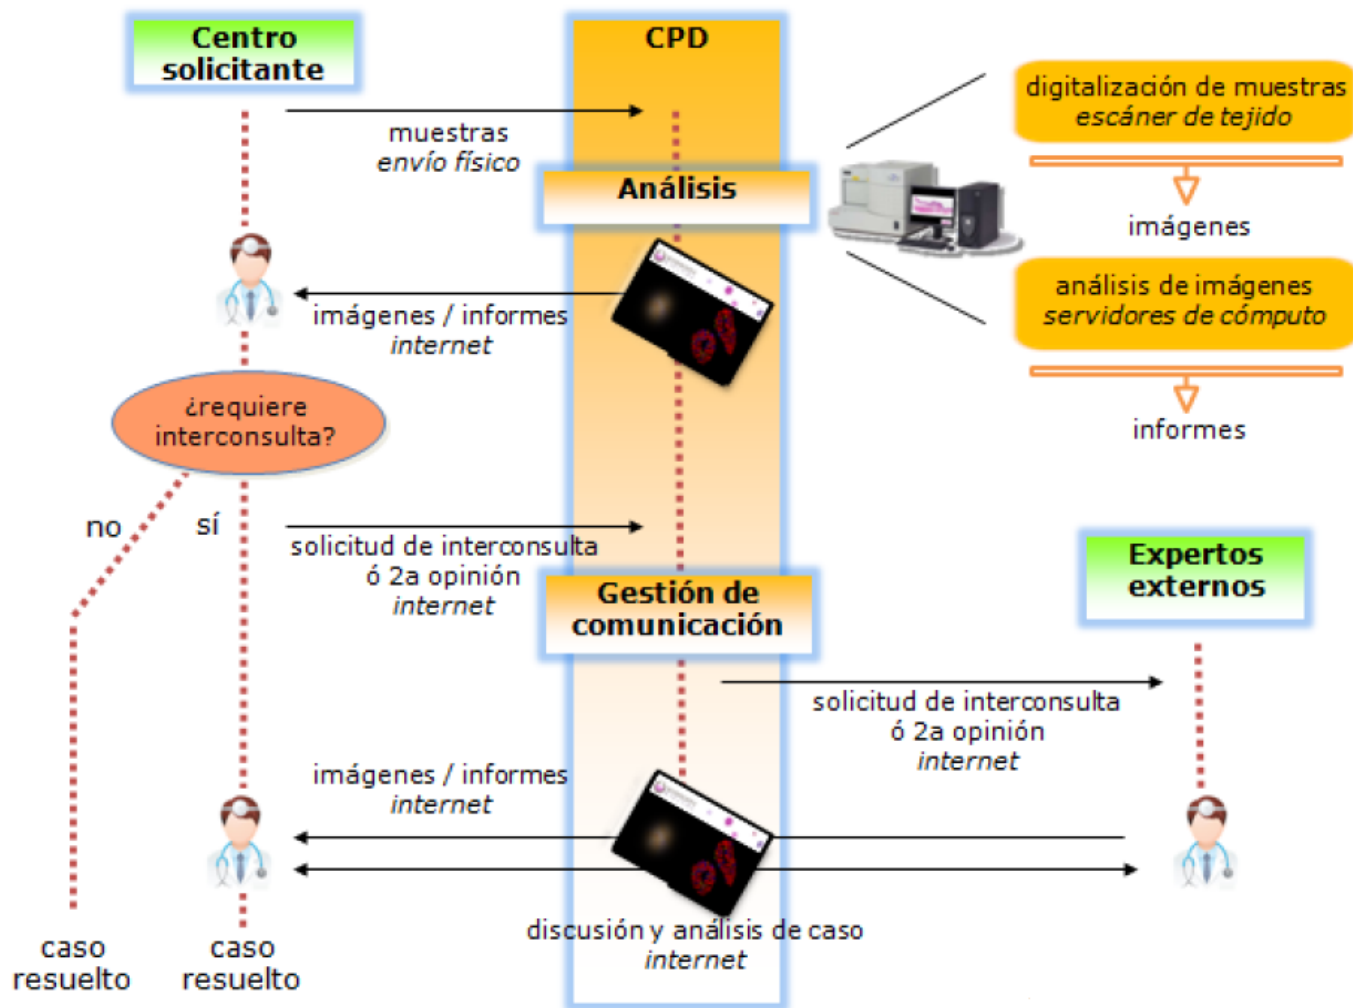 Centro
solicitante
CPD
digitalización de muestras
escáner de tejido
muestras
envío físico
Análisis
imágenes
análisis de imágenes
servidores de cómputo
imágenes / informes
internet
informes
¿requiere
interconsulta?
no
sí
solicitud de interconsulta
ó 2a opinión
internet
Expertos
externos
Gestión de
comunicación
solicitud de interconsulta
ó 2a opinión
internet
imágenes / informes
internet
discusión y análisis de caso
internet
caso
resuelto
caso
resuelto